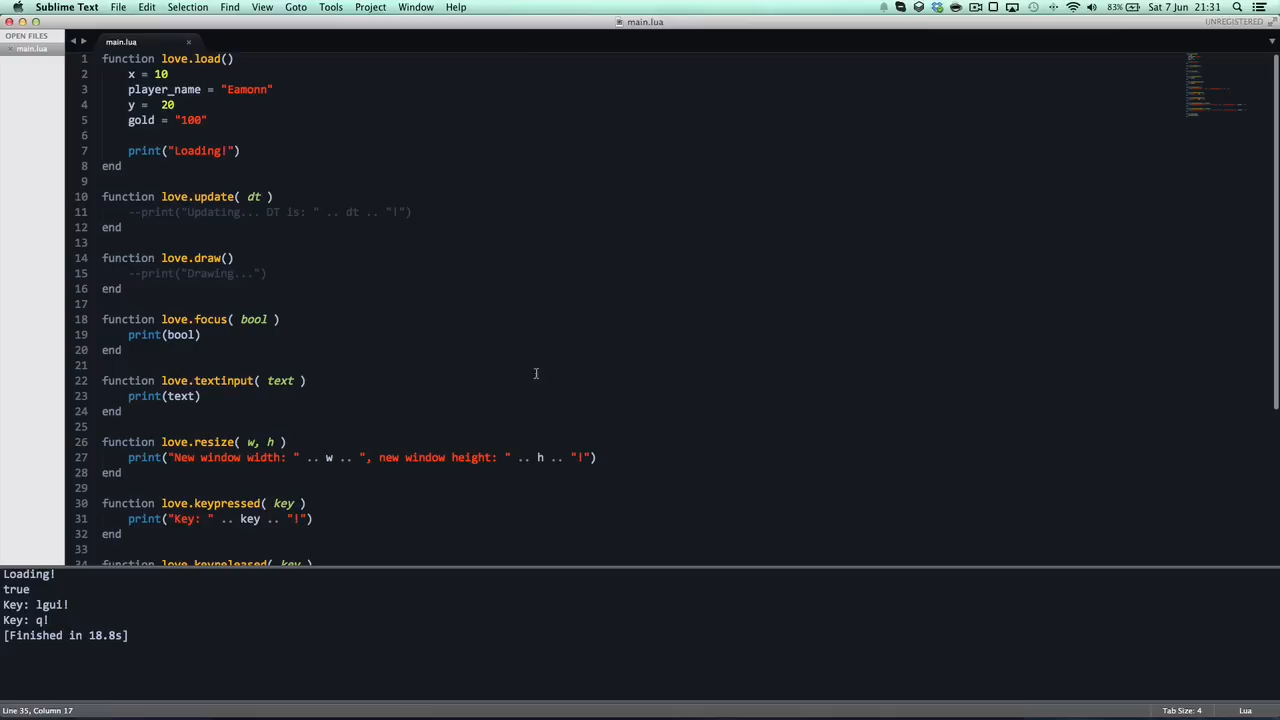 Sublime Text File Edit Selection Find View Goto Tools Project Window Help 83% Sat 7 Jun 21:31
main.lua UNREGISTERED
OPEN FILES
main.lua
main.lua ×
1 function love.load()
2 x = 10
3 player_name = "Eamonn"
4 y =  20
5 gold = "100"
6
7 print("Loading!")
8 end
9
10 function love.update( dt )
11 --print("Updating... DT is: " .. dt .. "!")
12 end
13
14 function love.draw()
15 --print("Drawing...")
16 end
17
18 function love.focus( bool )
19 print(bool)
20 end
21
22 function love.textinput( text )
23 print(text)
24 end
25
26 function love.resize( w, h )
27 print("New window width: " .. w .. ", new window height: " .. h .. "!")
28 end
29
30 function love.keypressed( key )
31 print("Key: " .. key .. "!")
32 end
33
34 function love.keyreleased( key )
Loading!
true
Key: lgui!
Key: q!
[Finished in 18.8s]
Line 35, Column 17 Tab Size: 4 Lua